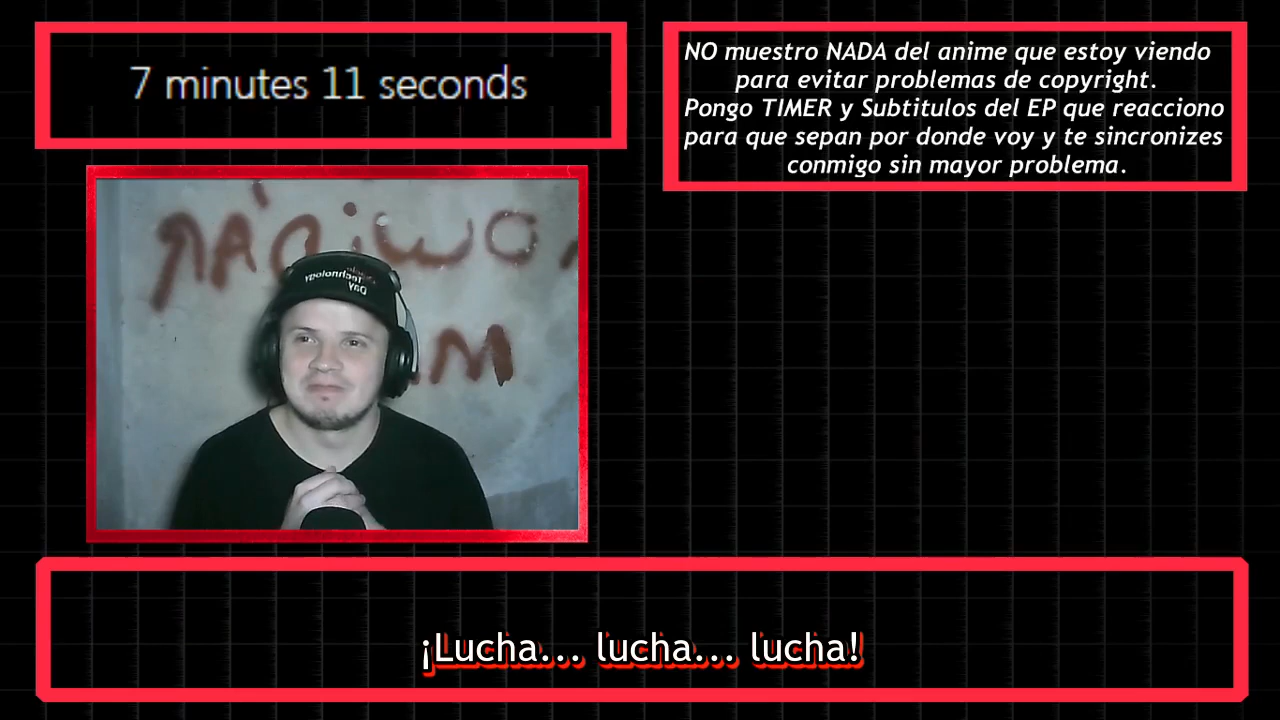 7 minutes 11 seconds
NO muestro NADA del anime que estoy viendo
para evitar problemas de copyright.
Pongo TIMER y Subtitulos del EP que reacciono
para que sepan por donde voy y te sincronizes
conmigo sin mayor problema.
Technology
Day
¡Lucha... lucha... lucha!